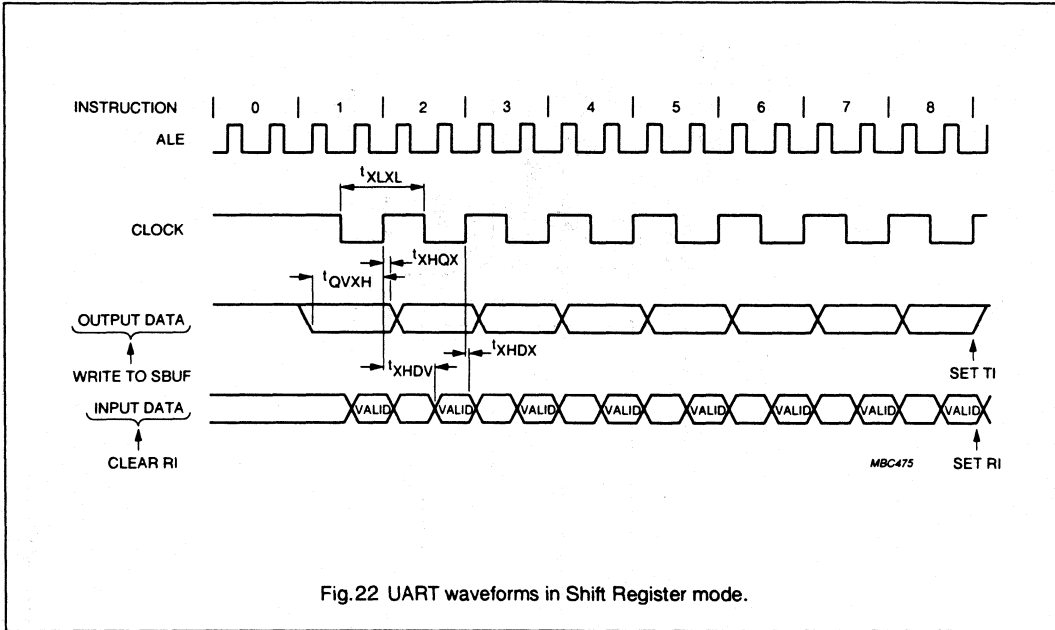 INSTRUCTION | 0 | 1 | 2 | 3 | 4 | 5 | 6 | 7 | 8 |
ALE
tXLXL
CLOCK
tXHQX
tQVXH
OUTPUT DATA
tXHDX
tXHDV
WRITE TO SBUF
SET TI
INPUT DATA
VALID VALID VALID VALID VALID VALID VALID VALID
CLEAR RI
MBC475
SET RI
Fig.22 UART waveforms in Shift Register mode.